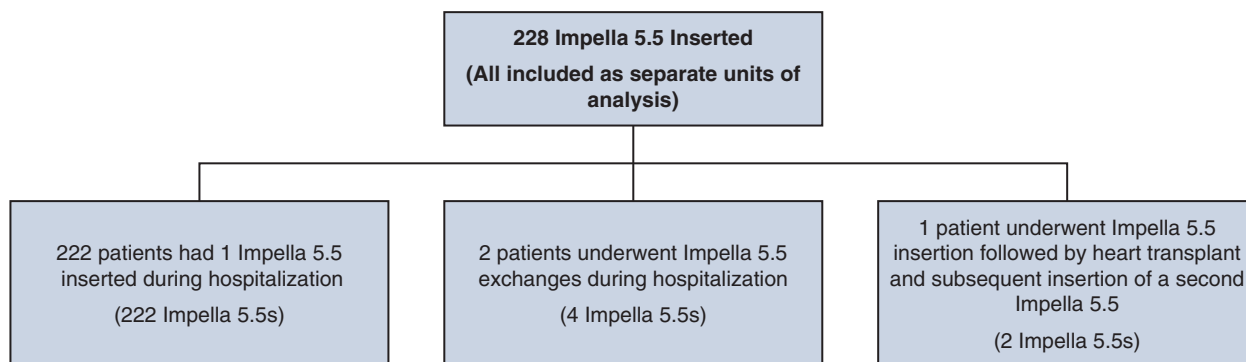 228 Impella 5.5 Inserted
(All included as separate units of
analysis)
222 patients had 1 Impella 5.5
inserted during hospitalization
(222 Impella 5.5s)
2 patients underwent Impella 5.5
exchanges during hospitalization
(4 Impella 5.5s)
1 patient underwent Impella 5.5
insertion followed by heart transplant
and subsequent insertion of a second
Impella 5.5
(2 Impella 5.5s)